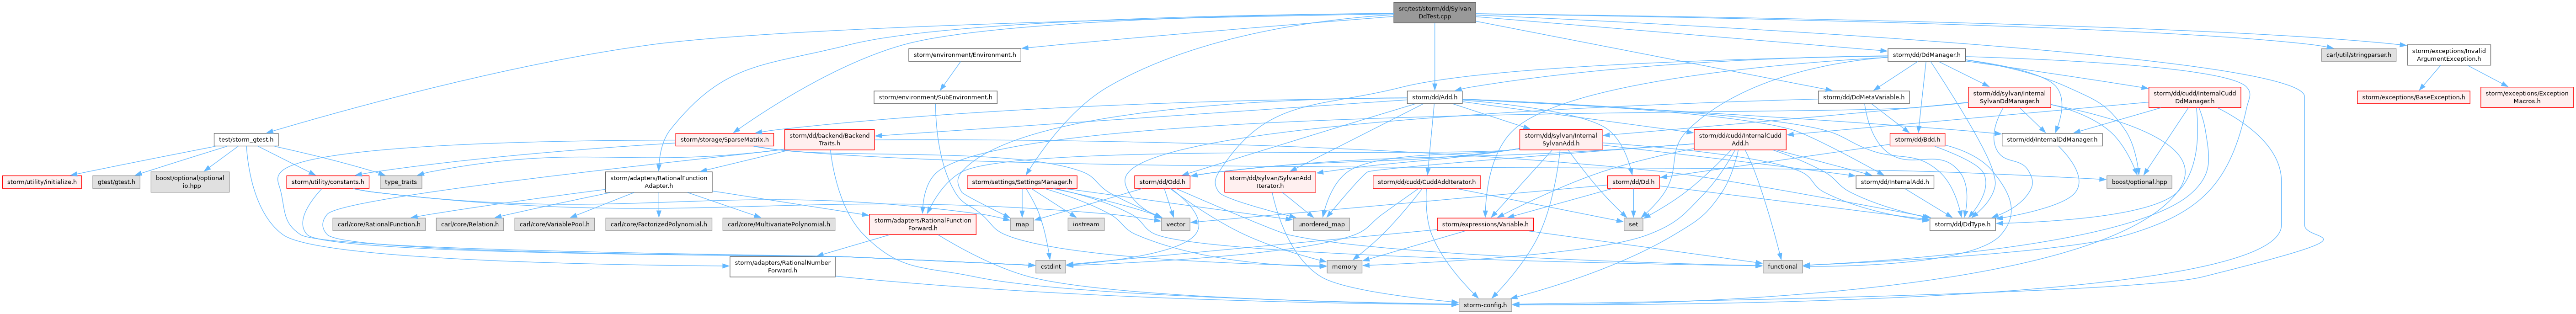 src/test/storm/dd/Sylvan
DdTest.cpp
storm/environment/Environment.h
storm/dd/DdManager.h
carl/util/stringparser.h
storm/exceptions/Invalid
ArgumentException.h
storm/environment/SubEnvironment.h
storm/dd/Add.h
storm/dd/DdMetaVariable.h
storm/dd/sylvan/Internal
SylvanDdManager.h
storm/dd/cudd/InternalCudd
DdManager.h
storm/exceptions/BaseException.h
storm/exceptions/Exception
Macros.h
test/storm_gtest.h
storm/storage/SparseMatrix.h
storm/dd/backend/Backend
Traits.h
storm/dd/sylvan/Internal
SylvanAdd.h
storm/dd/cudd/InternalCudd
Add.h
storm/dd/Bdd.h
storm/dd/InternalDdManager.h
storm/utility/initialize.h
gtest/gtest.h
boost/optional/optional
_io.hpp
storm/utility/constants.h
type_traits
storm/adapters/RationalFunction
Adapter.h
storm/settings/SettingsManager.h
storm/dd/Odd.h
storm/dd/sylvan/SylvanAdd
Iterator.h
storm/dd/cudd/CuddAddIterator.h
storm/dd/Dd.h
storm/dd/InternalAdd.h
boost/optional.hpp
carl/core/RationalFunction.h
carl/core/Relation.h
carl/core/VariablePool.h
carl/core/FactorizedPolynomial.h
carl/core/MultivariatePolynomial.h
storm/adapters/RationalFunction
Forward.h
map
iostream
vector
unordered_map
storm/expressions/Variable.h
set
storm/dd/DdType.h
storm/adapters/RationalNumber
Forward.h
cstdint
memory
functional
storm-config.h